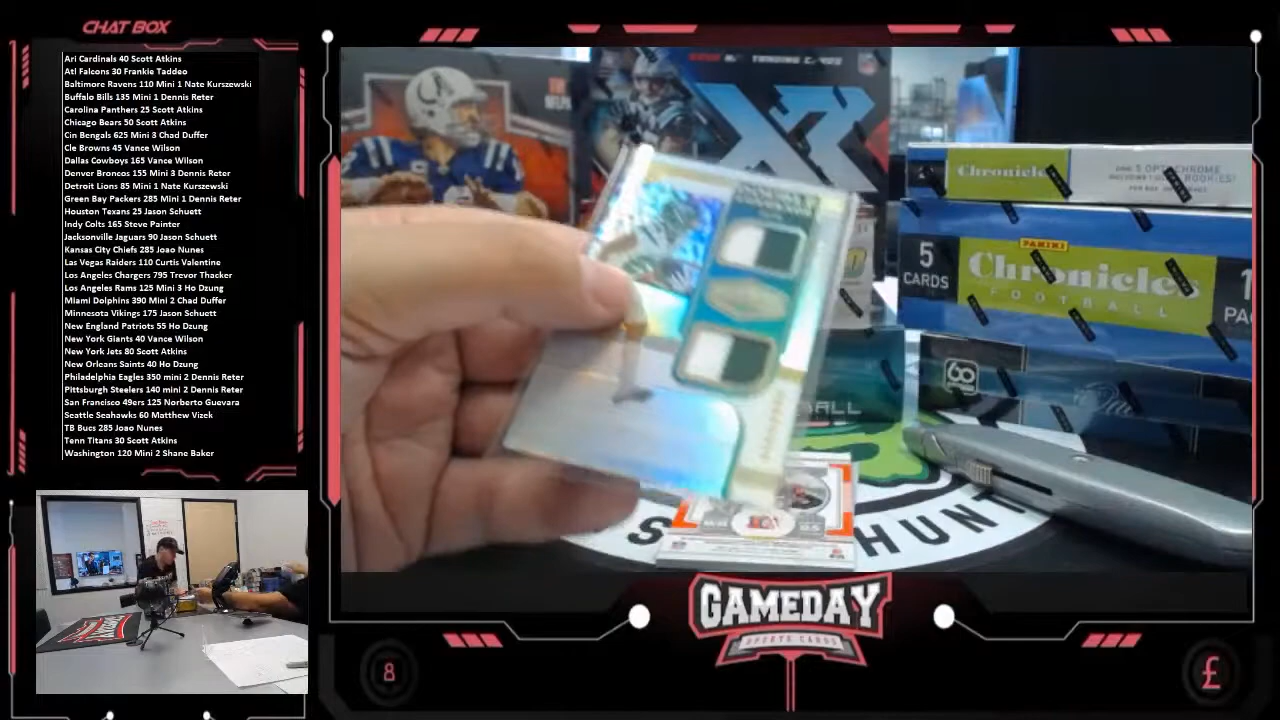 CHAT BOX
Ari Cardinals 40 Scott Atkins
Atl Falcons 30 Frankie Taddeo
Baltimore Ravens 110 Mini 1 Nate Kurszewski
Buffalo Bills 135 Mini 1 Dennis Reter
Carolina Panthers 25 Scott Atkins
Chicago Bears 50 Scott Atkins
Cin Bengals 625 Mini 3 Chad Duffer
Cle Browns 45 Vance Wilson
Dallas Cowboys 165 Vance Wilson
Denver Broncos 155 Mini 3 Dennis Reter
Detroit Lions 85 Mini 1 Nate Kurszewski
Green Bay Packers 285 Mini 1 Dennis Reter
Houston Texans 25 Jason Schuett
Indy Colts 165 Steve Painter
Jacksonville Jaguars 90 Jason Schuett
Kansas City Chiefs 285 Joao Nunes
Las Vegas Raiders 110 Curtis Valentine
Los Angeles Chargers 795 Trevor Thacker
Los Angeles Rams 125 Mini 3 Ho Dzung
Miami Dolphins 390 Mini 2 Chad Duffer
Minnesota Vikings 175 Jason Schuett
New England Patriots 55 Ho Dzung
New York Giants 40 Vance Wilson
New York Jets 80 Scott Atkins
New Orleans Saints 40 Ho Dzung
Philadelphia Eagles 350 mini 2 Dennis Reter
Pittsburgh Steelers 140 mini 2 Dennis Reter
San Francisco 49ers 125 Norberto Guevara
Seattle Seahawks 60 Matthew Vizek
TB Bucs 285 Joao Nunes
Tenn Titans 30 Scott Atkins
Washington 120 Mini 2 Shane Baker
TRADING CARDS
XR
Chronicles
5
CARDS
PANINI
Chronicles
FOOTBALL
PA
60
BALL
S
HUN
GAMEDAY
SPORTS CARDS
8
£